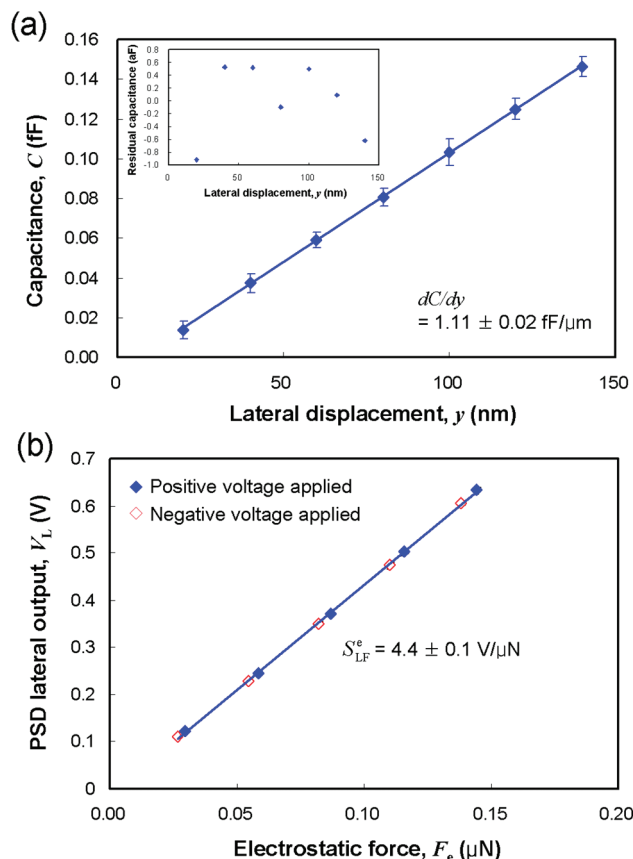 (a)
0.16
0.14
0.12
0.10
0.08
0.06
0.04
0.02
0.00
Capacitance, C (fF)
0.8
0.6
0.4
0.2
0.0
-0.2
-0.4
-0.6
-0.8
-1.0
Residual capacitance (aF)
0 50 100 150
Lateral displacement, y (nm)
dC/dy
= 1.11 ± 0.02 fF/µm
0 50 100 150
Lateral displacement, y (nm)
(b)
0.7
0.6
0.5
0.4
0.3
0.2
0.1
0
PSD lateral output, V_L (V)
Positive voltage applied
Negative voltage applied
S_LF^e = 4.4 ± 0.1 V/µN
0.00 0.05 0.10 0.15 0.20
Electrostatic force, F_e (µN)